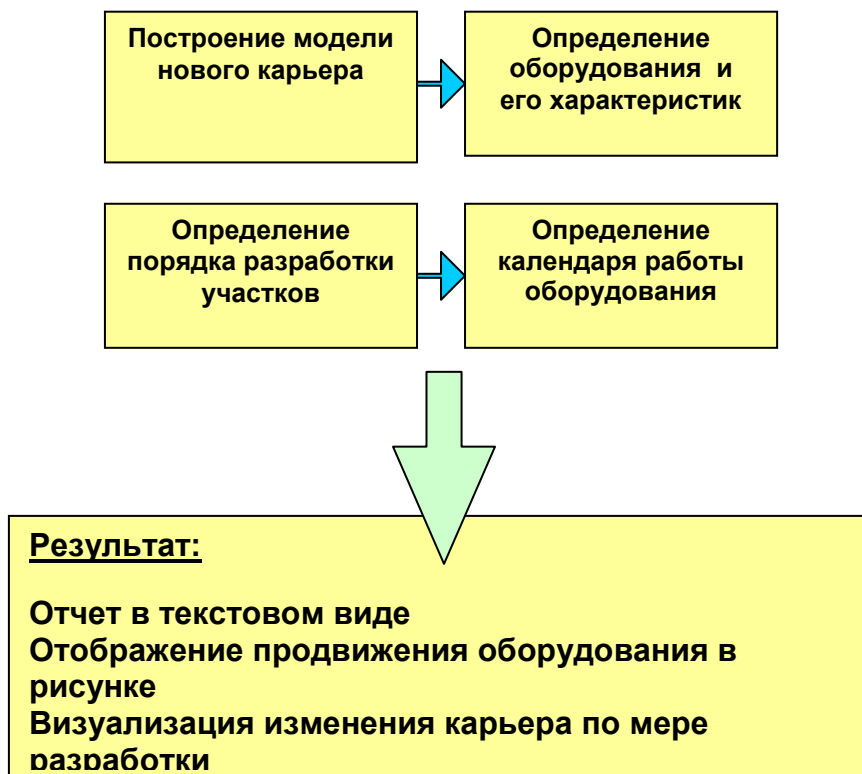 Построение модели
нового карьера
Определение
оборудования и
его характеристик
Определение
порядка разработки
участков
Определение
календаря работы
оборудования
Результат:
Отчет в текстовом виде
Отображение продвижения оборудования в
рисунке
Визуализация изменения карьера по мере
разработки